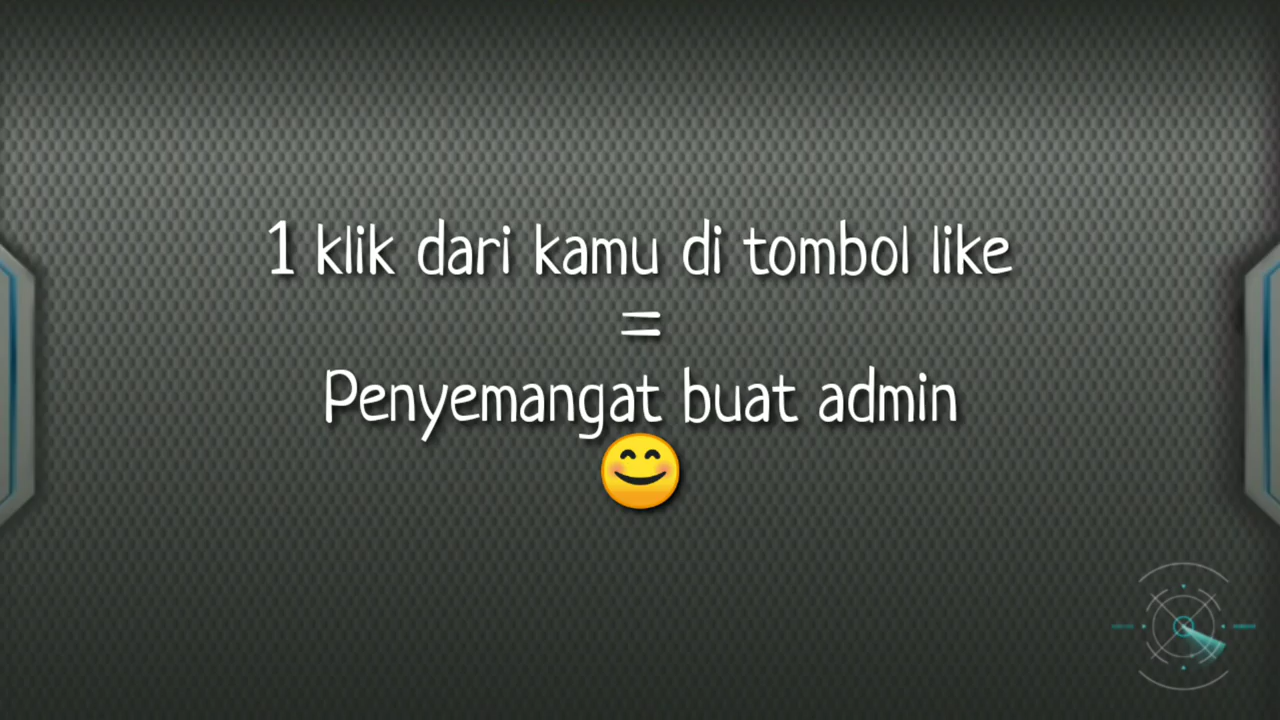 1 klik dari kamu di tombol like
=
Penyemangat buat admin
😊